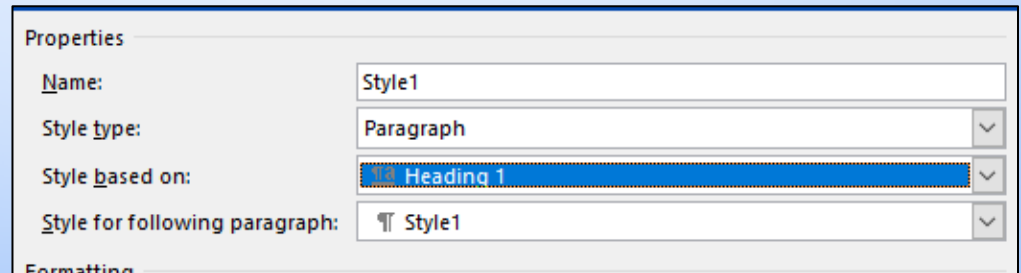 Properties
Name: Style1
Style type: Paragraph
Style based on: ¶a Heading 1
Style for following paragraph: ¶ Style1
Formatting